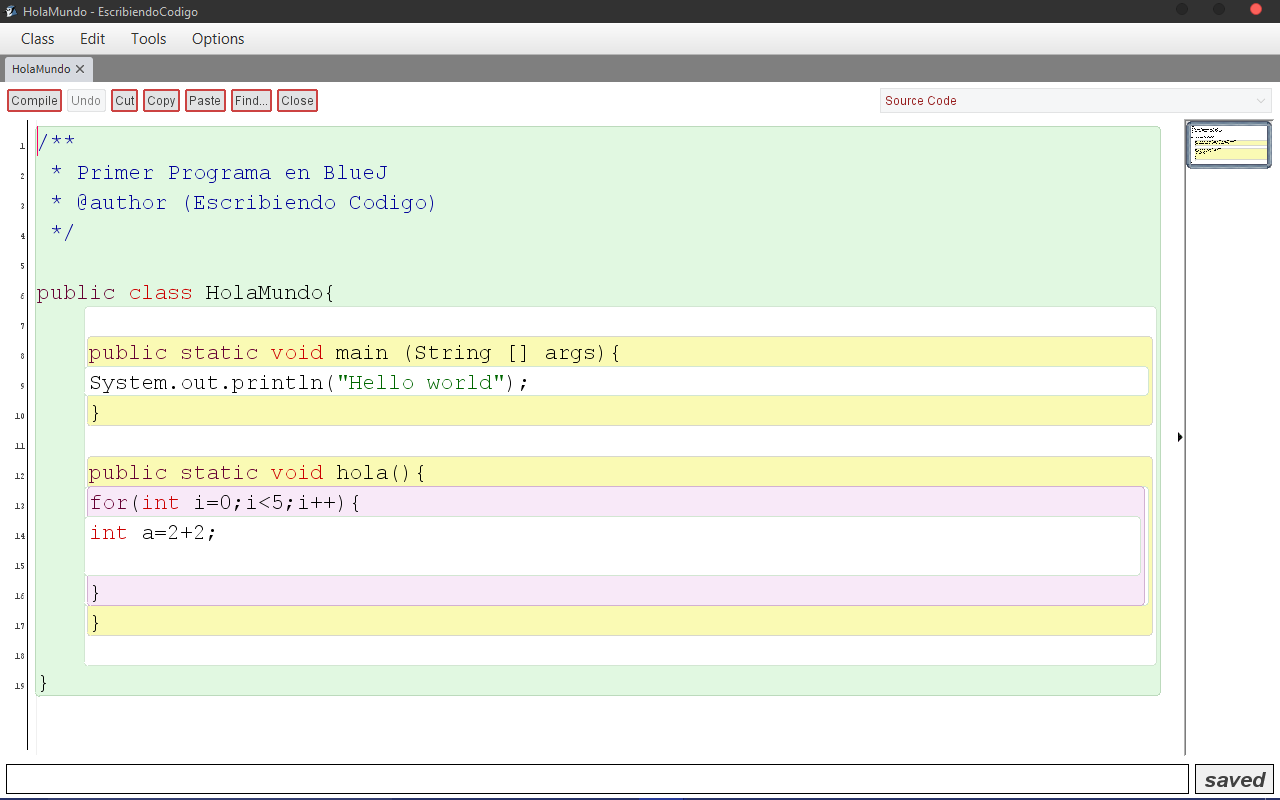 HolaMundo - EscribiendoCodigo
Class Edit Tools Options
HolaMundo ✕
Compile Undo Cut Copy Paste Find... Close Source Code
1 /**
2 * Primer Programa en BlueJ
3 * @author (Escribiendo Codigo)
4 */
5
6 public class HolaMundo{
7
8 public static void main (String [] args){
9 System.out.println("Hello world");
10 }
11
12 public static void hola(){
13 for(int i=0;i<5;i++){
14 int a=2+2;
15
16 }
17 }
18
19 }
saved